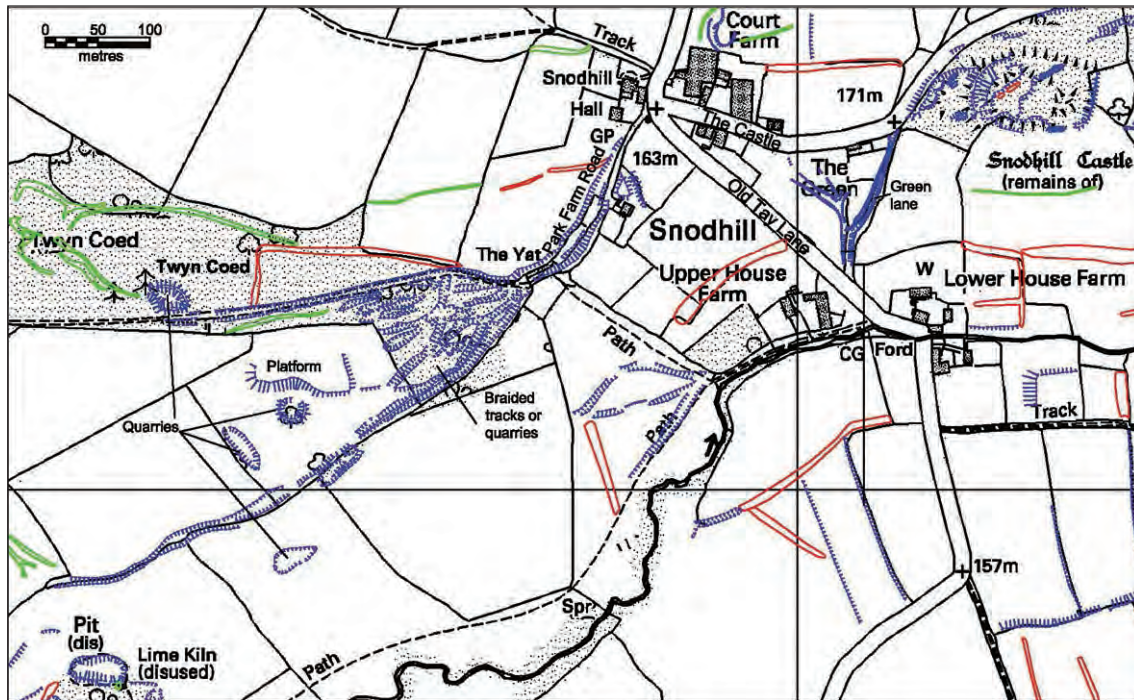 0 50 100
metres
Track
Court
Farm
Snodhill
Hall
GP
163m
The Castle
171m
Snodhill Castle
(remains of)
The
Green
Green
lane
Old Tay Lane
Park Farm Road
The Yat
Snodhill
Twyn Coed
Twyn Coed
Upper House
Farm
W
Lower House Farm
Path
CG
Ford
Platform
Quarries
Braided
tracks or
quarries
Path
Track
157m
Spr
Path
Pit
(dis)
Lime Kiln
(disused)